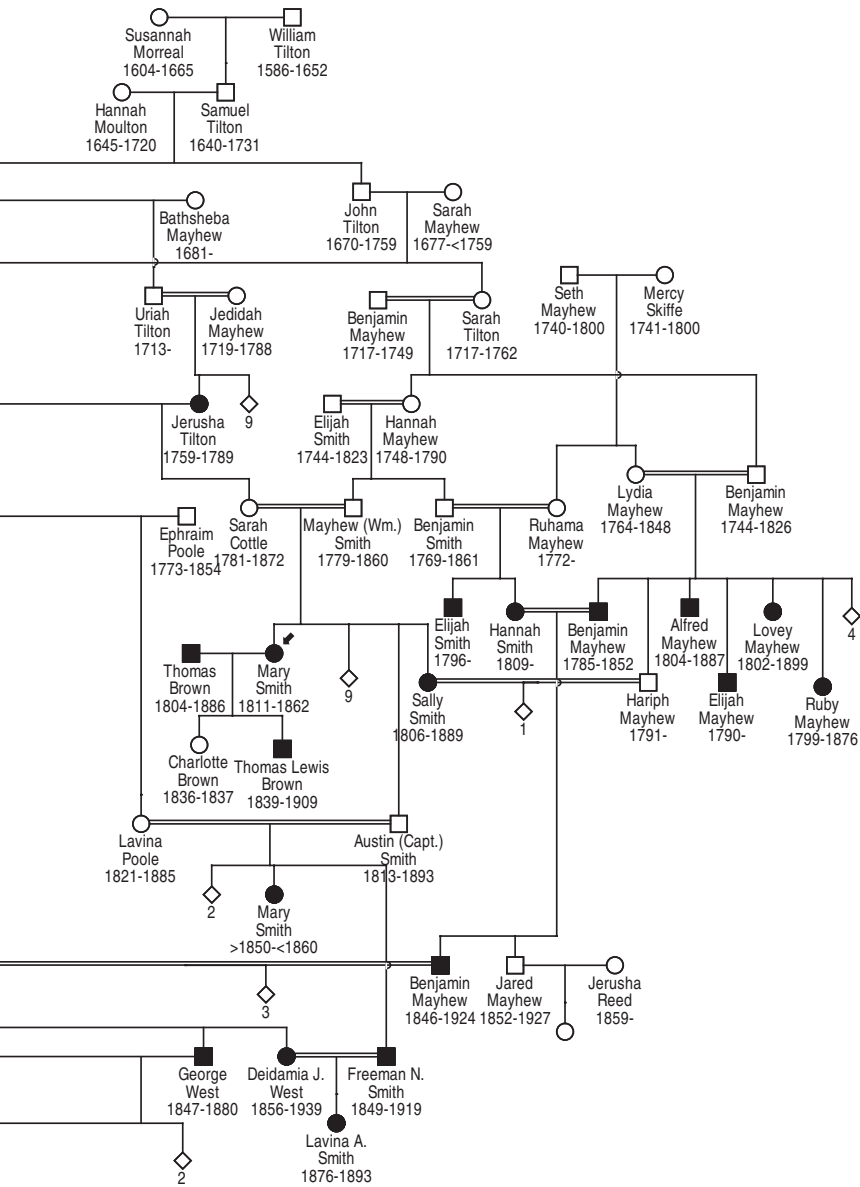 Susannah
Morreal
1604-1665
William
Tilton
1586-1652
Hannah
Moulton
1645-1720
Samuel
Tilton
1640-1731
Bathsheba
Mayhew
1681-
John
Tilton
1670-1759
Sarah
Mayhew
1677-<1759
Uriah
Tilton
1713-
Jedidah
Mayhew
1719-1788
Benjamin
Mayhew
1717-1749
Sarah
Tilton
1717-1762
Seth
Mayhew
1740-1800
Mercy
Skiffe
1741-1800
Jerusha
Tilton
1759-1789
9
Elijah
Smith
1744-1823
Hannah
Mayhew
1748-1790
Ephraim
Poole
1773-1854
Sarah
Cottle
1781-1872
Mayhew (Wm.)
Smith
1779-1860
Benjamin
Smith
1769-1861
Ruhama
Mayhew
1772-
Lydia
Mayhew
1764-1848
Benjamin
Mayhew
1744-1826
Thomas
Brown
1804-1886
Mary
Smith
1811-1862
9
Sally
Smith
1806-1889
Elijah
Smith
1796-
Hannah
Smith
1809-
Benjamin
Mayhew
1785-1852
1
Hariph
Mayhew
1791-
Alfred
Mayhew
1804-1887
Elijah
Mayhew
1790-
Lovey
Mayhew
1802-1899
Ruby
Mayhew
1799-1876
4
Charlotte
Brown
1836-1837
Thomas Lewis
Brown
1839-1909
Lavina
Poole
1821-1885
Austin (Capt.)
Smith
1813-1893
2
Mary
Smith
>1850-<1860
3
Benjamin
Mayhew
1846-1924
Jared
Mayhew
1852-1927
Jerusha
Reed
1859-
George
West
1847-1880
Deidamia J.
West
1856-1939
Freeman N.
Smith
1849-1919
2
Lavina A.
Smith
1876-1893